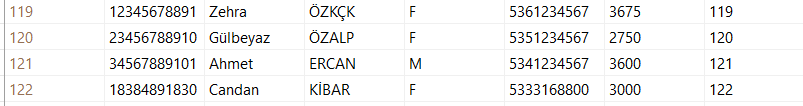 119 12345678891 Zehra ÖZKÇK F 5361234567 3675 119
120 23456788910 Gülbeyaz ÖZALP F 5351234567 2750 120
121 34567889101 Ahmet ERCAN M 5341234567 3600 121
122 18384891830 Candan KİBAR F 5333168800 3000 122